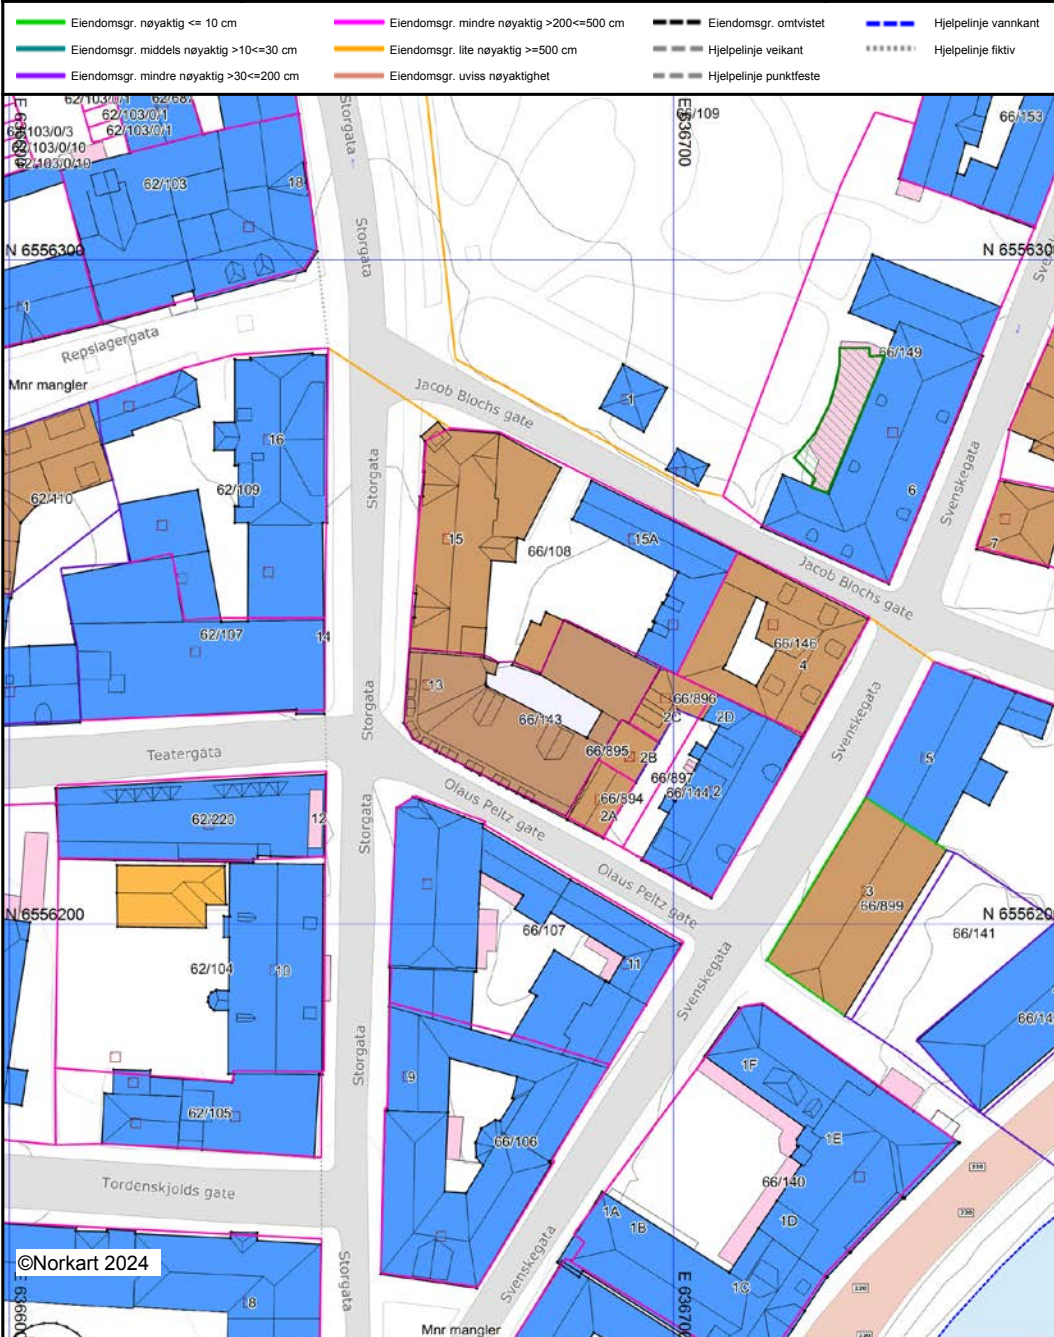 Eiendomsgr. nøyaktig <= 10 cm
Eiendomsgr. middels nøyaktig >10<=30 cm
Eiendomsgr. mindre nøyaktig >30<=200 cm
Eiendomsgr. mindre nøyaktig >200<=500 cm
Eiendomsgr. lite nøyaktig >=500 cm
Eiendomsgr. uviss nøyaktighet
Eiendomsgr. omtvistet
Hjelpelinje veikant
Hjelpelinje punktfeste
Hjelpelinje vannkant
Hjelpelinje fiktiv
62/103/0/1
62/687
62/103/0/1
62/103/0/3
62/103/0/1
62/103/0/10
62/103/0/10
62/103
18
Storgata
66/109
E 636700
66/153
N 6556300
Storgata
N 6556300
1
Repslagergata
Mnr mangler
Jacob Blochs gate
1
66/149
16
62/110
62/109
Storgata
15
66/108
15A
6
Svenskegata
7
Jacob Blochs gate
62/107
14
66/146
4
13
66/143
66/896
2C
2D
Storgata
Svenskegata
Teatergata
66/895
2B
66/897
66/144
2
66/894
2A
5
62/220
12
Storgata
Olaus Peltz gate
Olaus Peltz gate
3
66/899
N 6556200
N 6556200
66/107
66/141
62/104
10
11
Svenskegata
Storgata
9
1F
62/105
66/106
1E
66/140
Tordenskjolds gate
1A
1B
1D
Svenskegata
1C
©Norkart 2024
8
Storgata
Mnr mangler
330
330
330